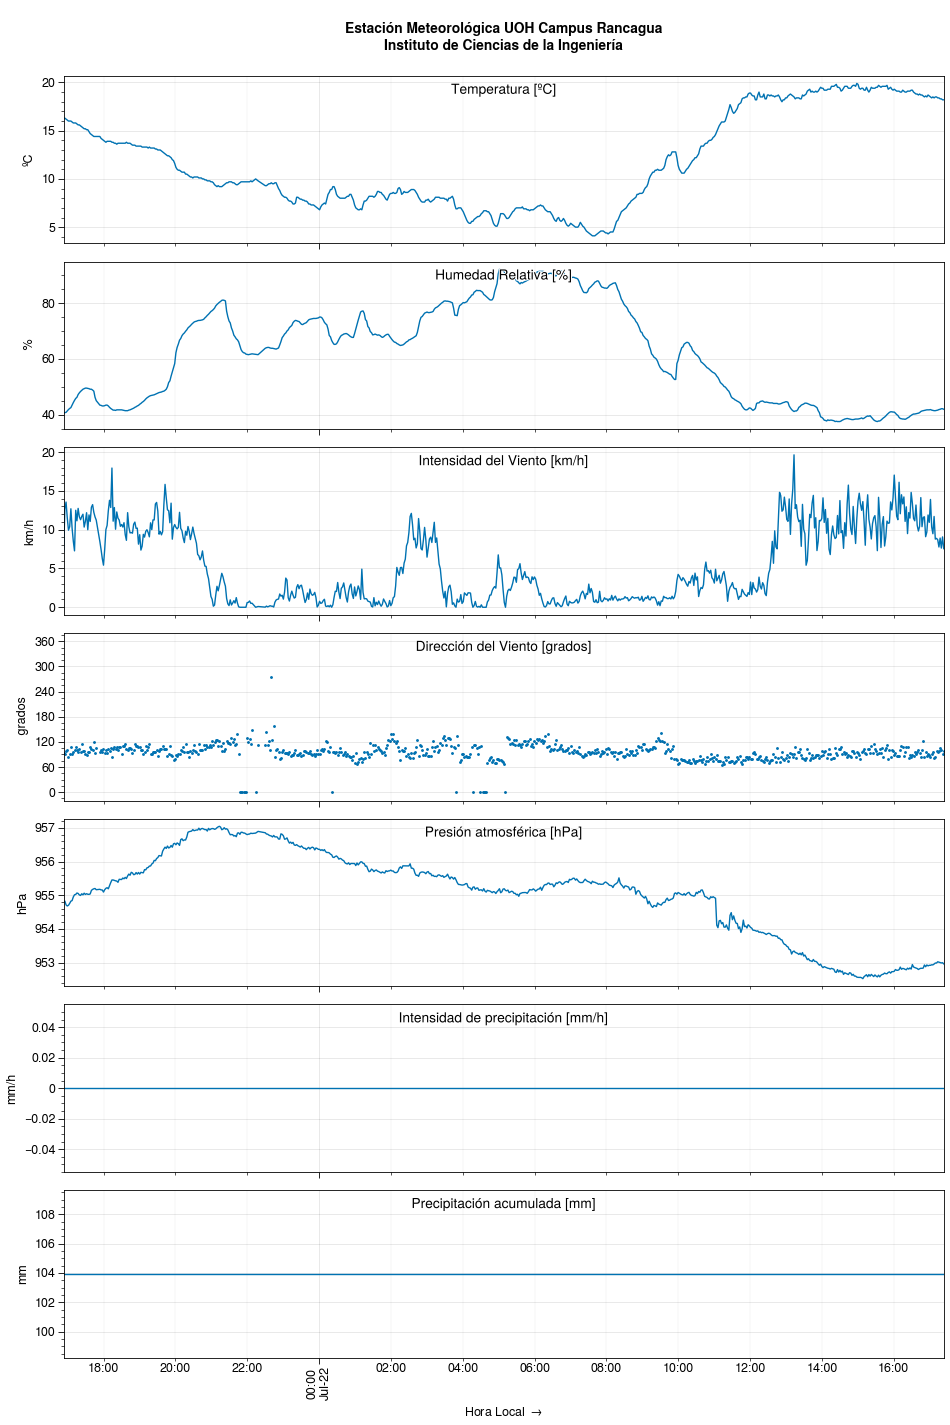 Estación Meteorológica UOH Campus Rancagua
Instituto de Ciencias de la Ingeniería
Temperatura [ºC]
20
15
10
5
ºC
Humedad Relativa [%]
80
60
40
%
Intensidad del Viento [km/h]
20
15
10
5
0
km/h
Dirección del Viento [grados]
360
300
240
180
120
60
0
grados
Presión atmosférica [hPa]
957
956
955
954
953
hPa
Intensidad de precipitación [mm/h]
0.04
0.02
0
−0.02
−0.04
mm/h
Precipitación acumulada [mm]
108
106
104
102
100
mm
18:00 20:00 22:00 00:00 02:00 04:00 06:00 08:00 10:00 12:00 14:00 16:00
Jul-22
Hora Local →